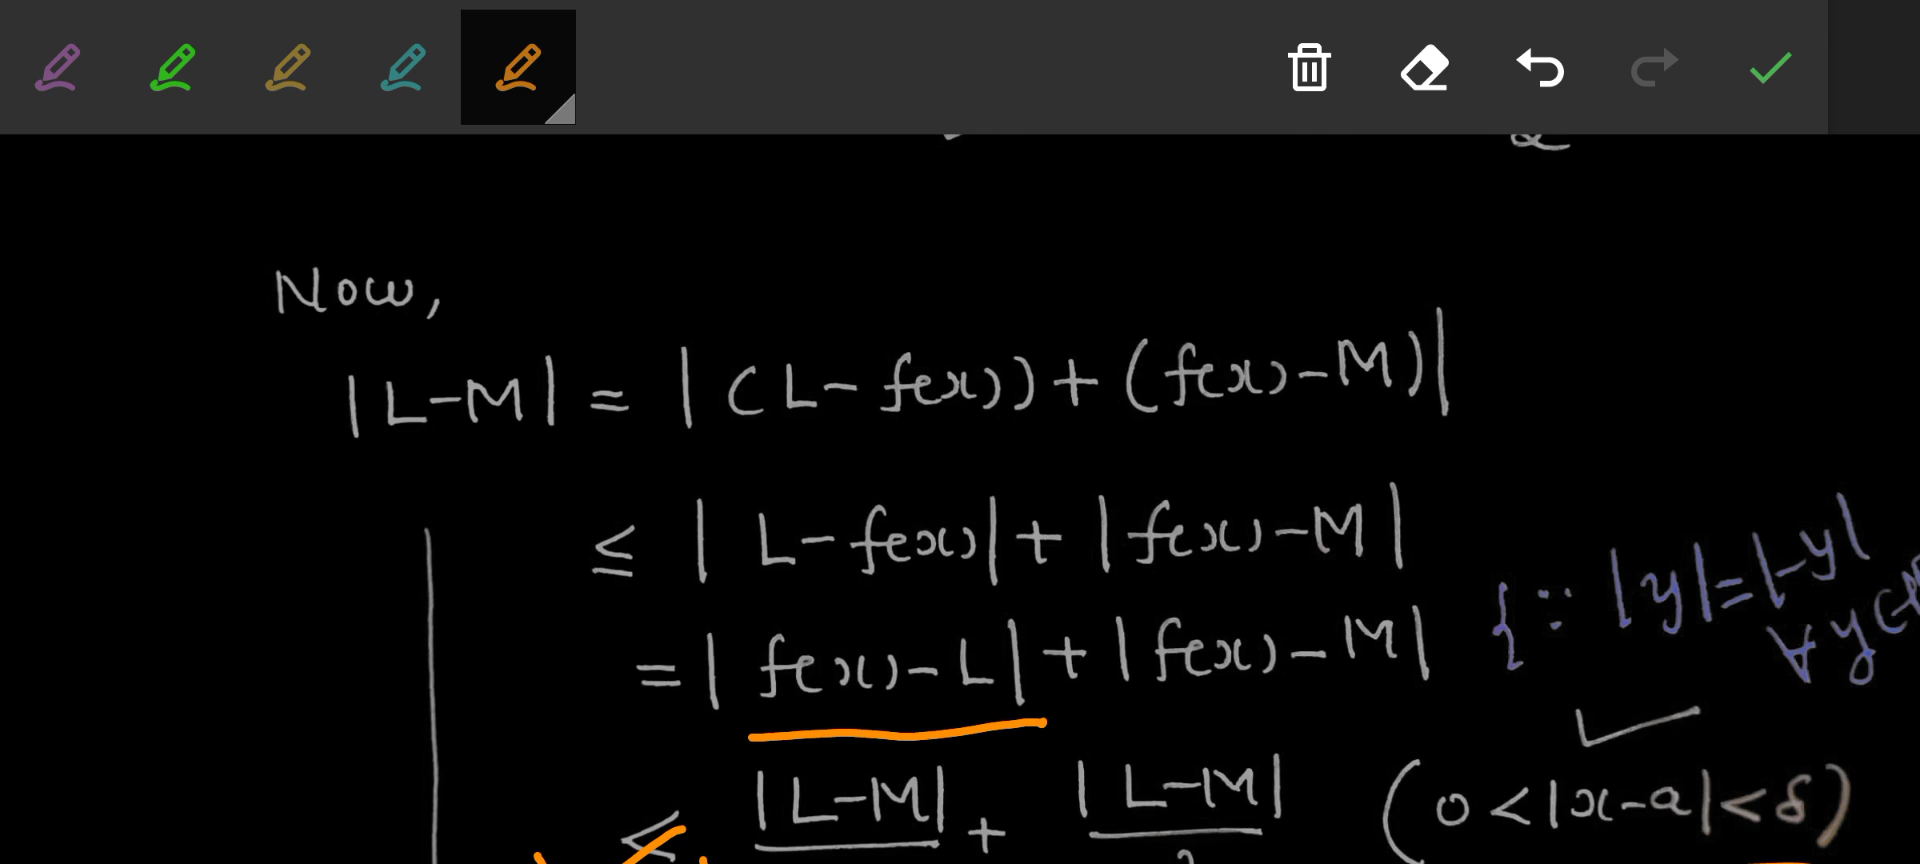 Now,
|L-M| = |(L-f(x))+(f(x)-M)|
≤ |L-f(x)|+|f(x)-M|
{∵ |y|=|-y|
∀ y
=|f(x)-L|+|f(x)-M|
|L-M| + |L-M| (0<|x-a|<δ)